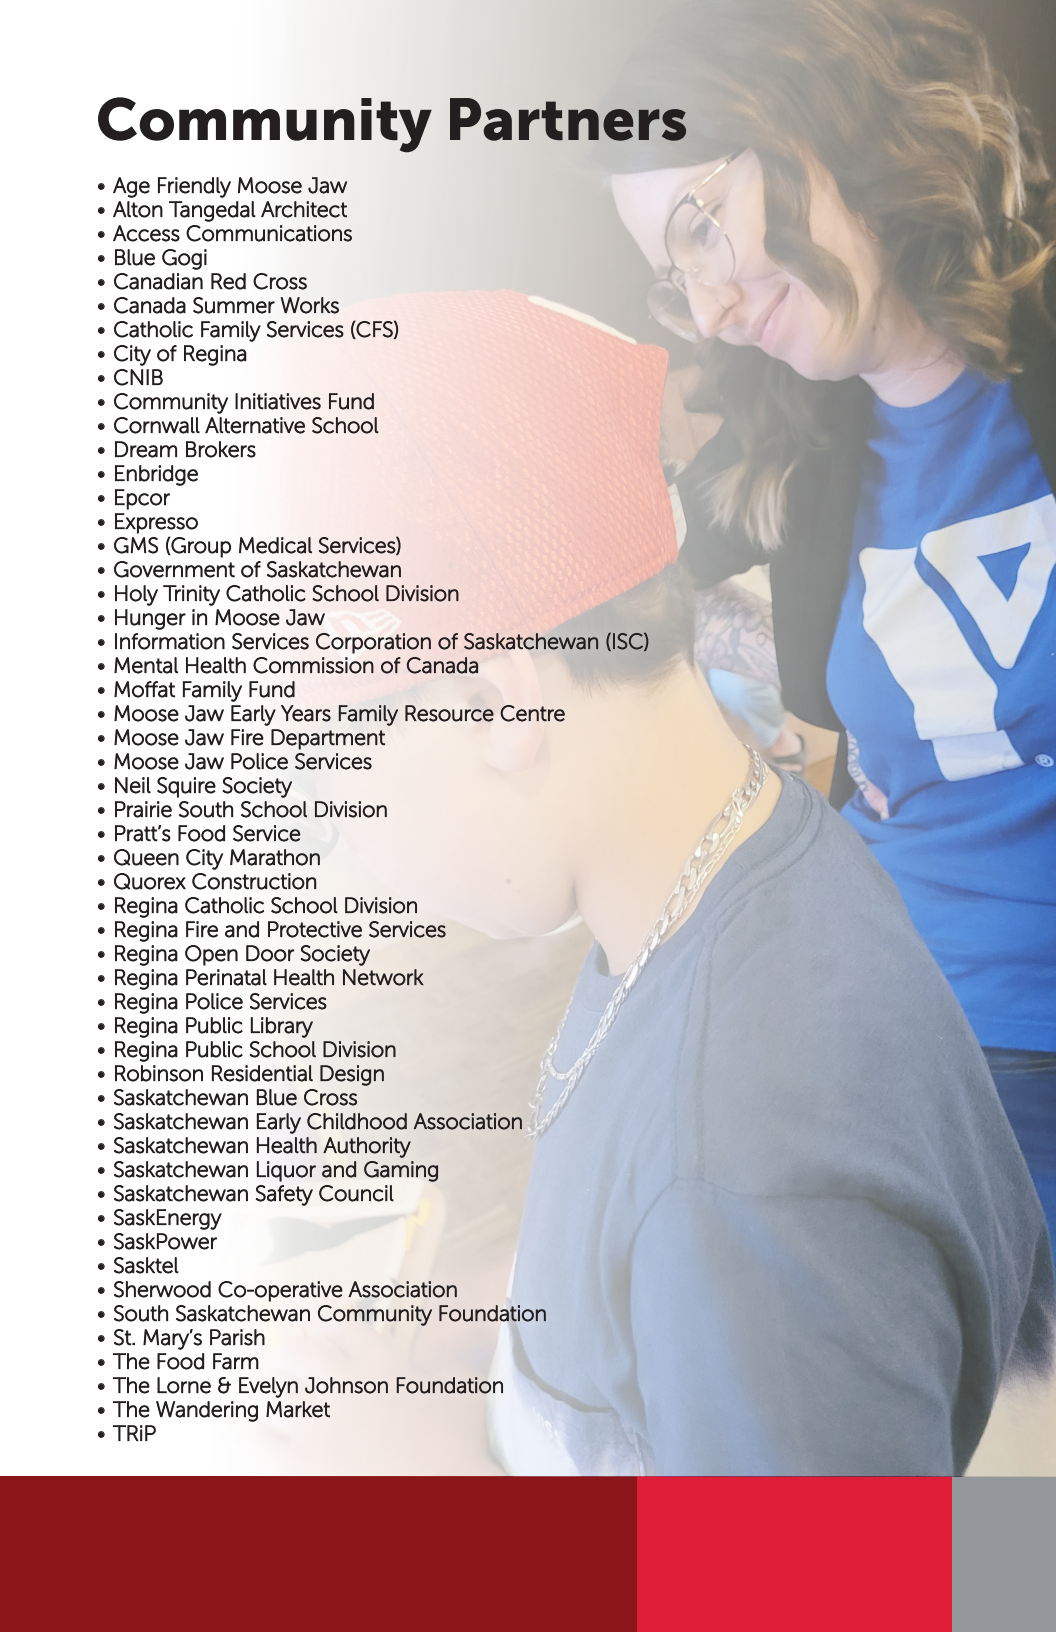 Community Partners
• Age Friendly Moose Jaw
• Alton Tangedal Architect
• Access Communications
• Blue Gogi
• Canadian Red Cross
• Canada Summer Works
• Catholic Family Services (CFS)
• City of Regina
• CNIB
• Community Initiatives Fund
• Cornwall Alternative School
• Dream Brokers
• Enbridge
• Epcor
• Expresso
• GMS (Group Medical Services)
• Government of Saskatchewan
• Holy Trinity Catholic School Division
• Hunger in Moose Jaw
• Information Services Corporation of Saskatchewan (ISC)
• Mental Health Commission of Canada
• Moffat Family Fund
• Moose Jaw Early Years Family Resource Centre
• Moose Jaw Fire Department
• Moose Jaw Police Services
• Neil Squire Society
• Prairie South School Division
• Pratt's Food Service
• Queen City Marathon
• Quorex Construction
• Regina Catholic School Division
• Regina Fire and Protective Services
• Regina Open Door Society
• Regina Perinatal Health Network
• Regina Police Services
• Regina Public Library
• Regina Public School Division
• Robinson Residential Design
• Saskatchewan Blue Cross
• Saskatchewan Early Childhood Association
• Saskatchewan Health Authority
• Saskatchewan Liquor and Gaming
• Saskatchewan Safety Council
• SaskEnergy
• SaskPower
• Sasktel
• Sherwood Co-operative Association
• South Saskatchewan Community Foundation
• St. Mary's Parish
• The Food Farm
• The Lorne & Evelyn Johnson Foundation
• The Wandering Market
• TRiP
®